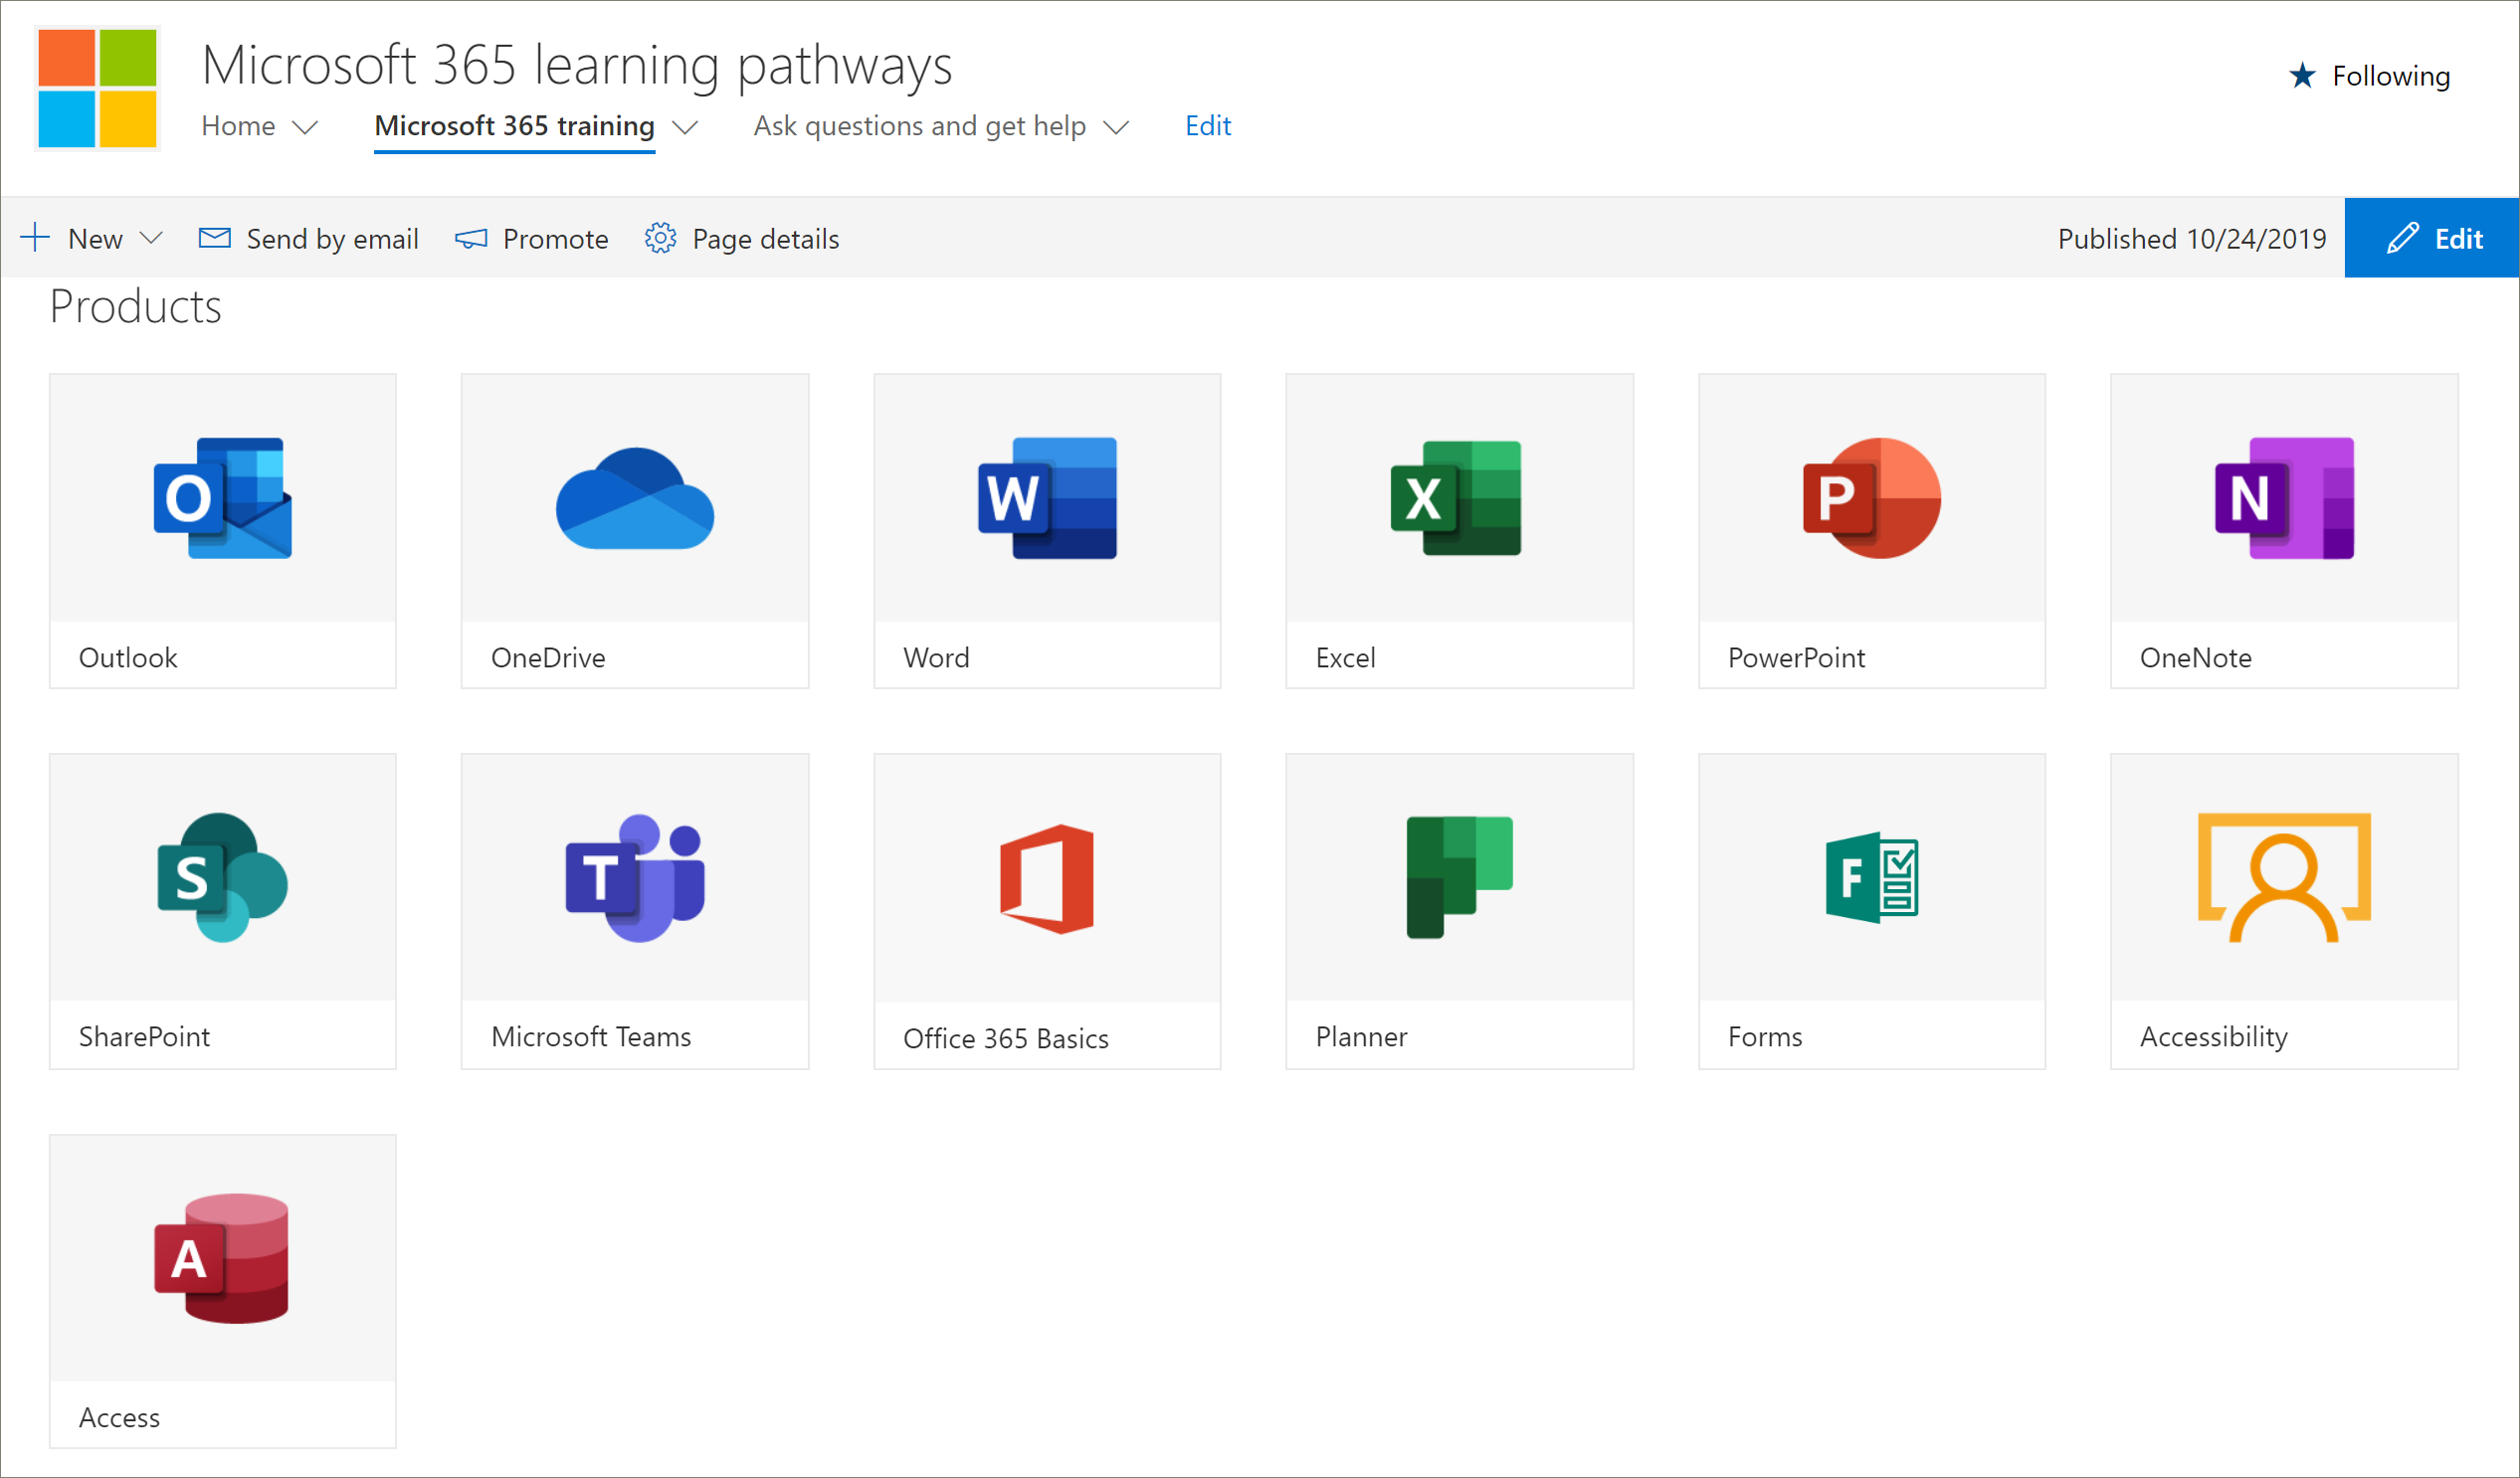 Microsoft 365 learning pathways
Following
Home Microsoft 365 training Ask questions and get help Edit
New Send by email Promote Page details Published 10/24/2019 Edit
Products
O W X P N
Outlook OneDrive Word Excel PowerPoint OneNote
S T F
SharePoint Microsoft Teams Office 365 Basics Planner Forms Accessibility
A
Access